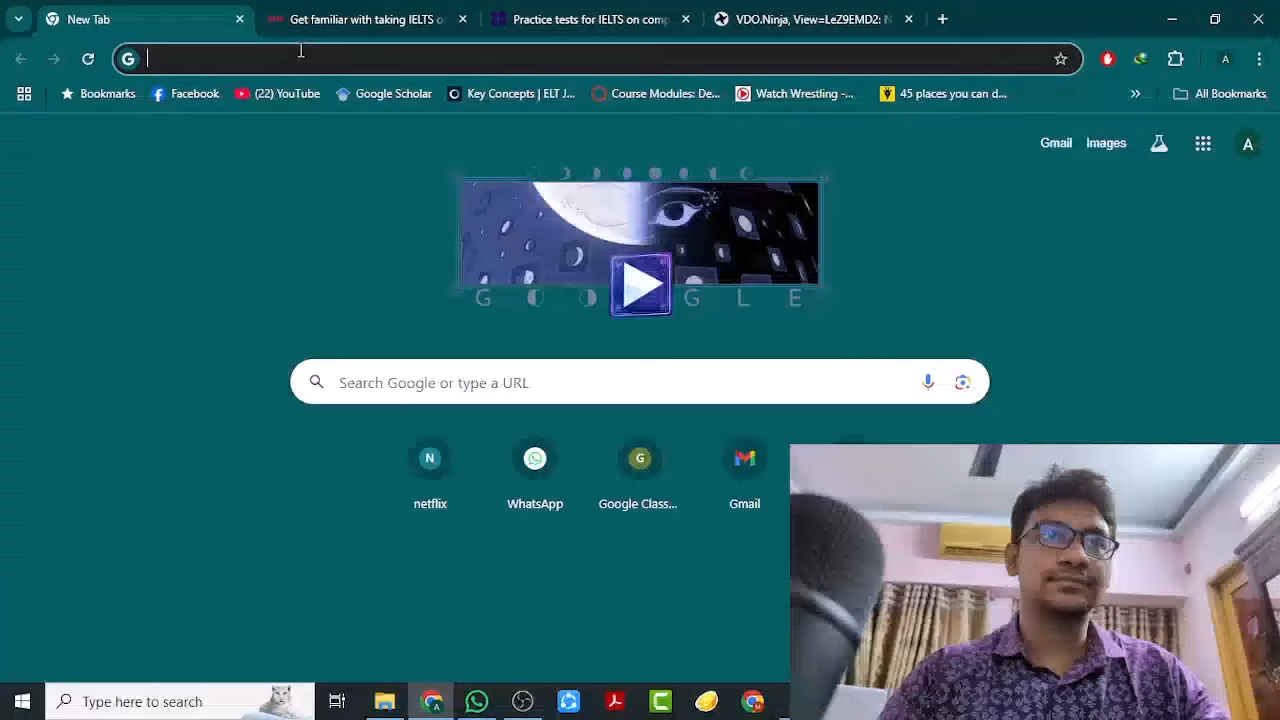 New Tab
Get familiar with taking IELTS o
Practice tests for IELTS on comp
VDO.Ninja, View=LeZ9EMD2: N
G
A
Bookmarks
Facebook
(22) YouTube
Google Scholar
Key Concepts | ELT J...
Course Modules: De...
Watch Wrestling -...
45 places you can d...
All Bookmarks
Gmail
Images
A
G
G L E
Search Google or type a URL
N
G
netflix
WhatsApp
Google Class...
Gmail
Type here to search